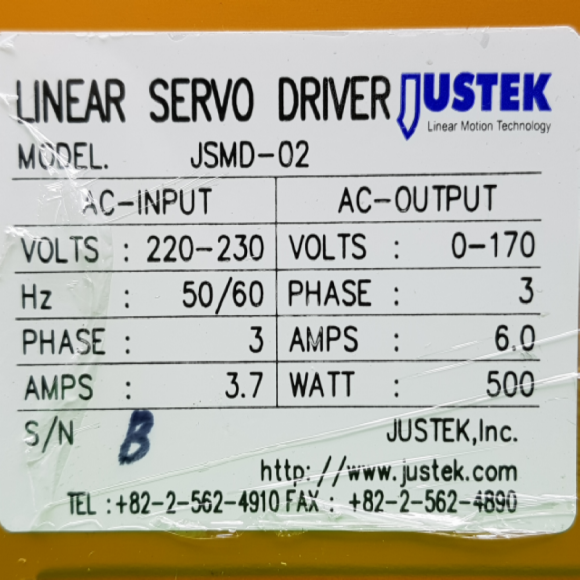 LINEAR SERVO DRIVER JUSTEK
Linear Motion Technology
MODEL. JSMD-02
AC-INPUT AC-OUTPUT
VOLTS : 220-230 VOLTS : 0-170
Hz : 50/60 PHASE : 3
PHASE : 3 AMPS : 6.0
AMPS : 3.7 WATT : 500
S/N B JUSTEK,Inc.
http://www.justek.com
TEL :+82-2-562-4910 FAX : +82-2-562-4890